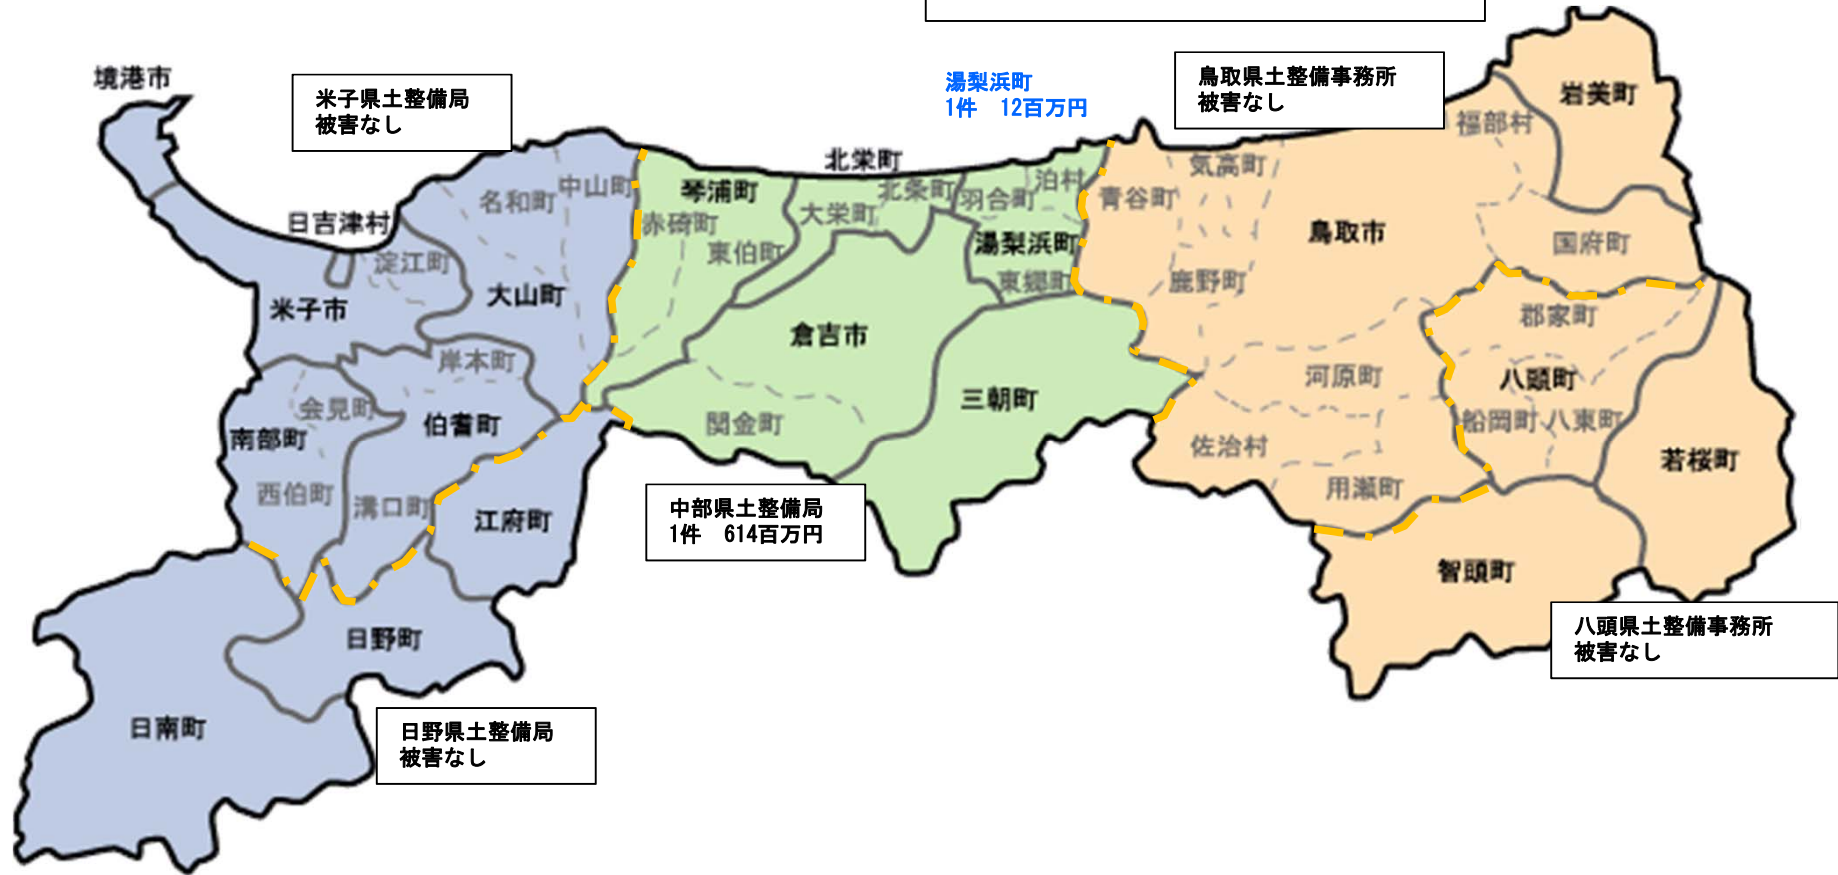 境港市
米子県土整備局
被害なし
湯梨浜町
1件　12百万円
鳥取県土整備事務所
被害なし
岩美町
福部村
北栄町
気高町
中山町
名和町
琴浦町
北条町
羽合町
泊村
青谷町
日吉津村
赤碕町
大栄町
鳥取市
国府町
淀江町
東伯町
湯梨浜町
東郷町
鹿野町
大山町
米子市
倉吉市
郡家町
岸本町
河原町
八頭町
会見町
三朝町
南部町
伯耆町
関金町
船岡町
八東町
佐治村
若桜町
西伯町
溝口町
用瀬町
江府町
中部県土整備局
1件　614百万円
智頭町
日野町
八頭県土整備事務所
被害なし
日南町
日野県土整備局
被害なし